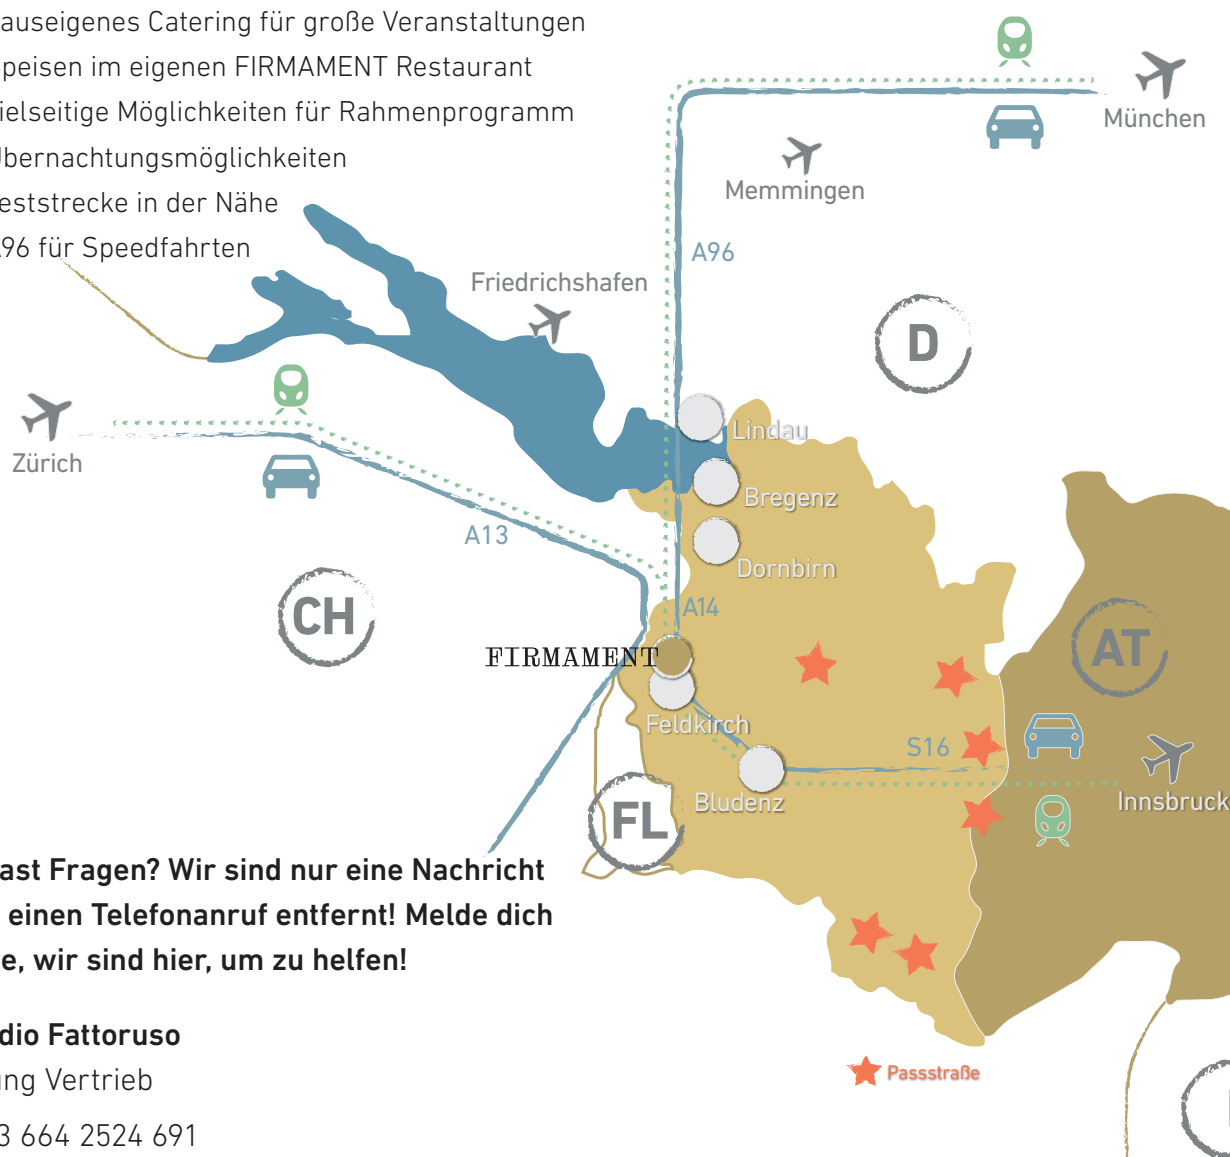 auseigenes Catering für große Veranstaltungen
peisen im eigenen FIRMAMENT Restaurant
ielseitige Möglichkeiten für Rahmenprogramm
bernachtungsmöglichkeiten
eststrecke in der Nähe
96 für Speedfahrten
München
Memmingen
A96
Friedrichshafen
D
Zürich
Lindau
Bregenz
A13
Dornbirn
A14
CH
AT
FIRMAMENT
Feldkirch
S16
Bludenz
Innsbruck
FL
ast Fragen? Wir sind nur eine Nachricht
einen Telefonanruf entfernt! Melde dich
e, wir sind hier, um zu helfen!
dio Fattoruso
ng Vertrieb
3 664 2524 691
Passstraße